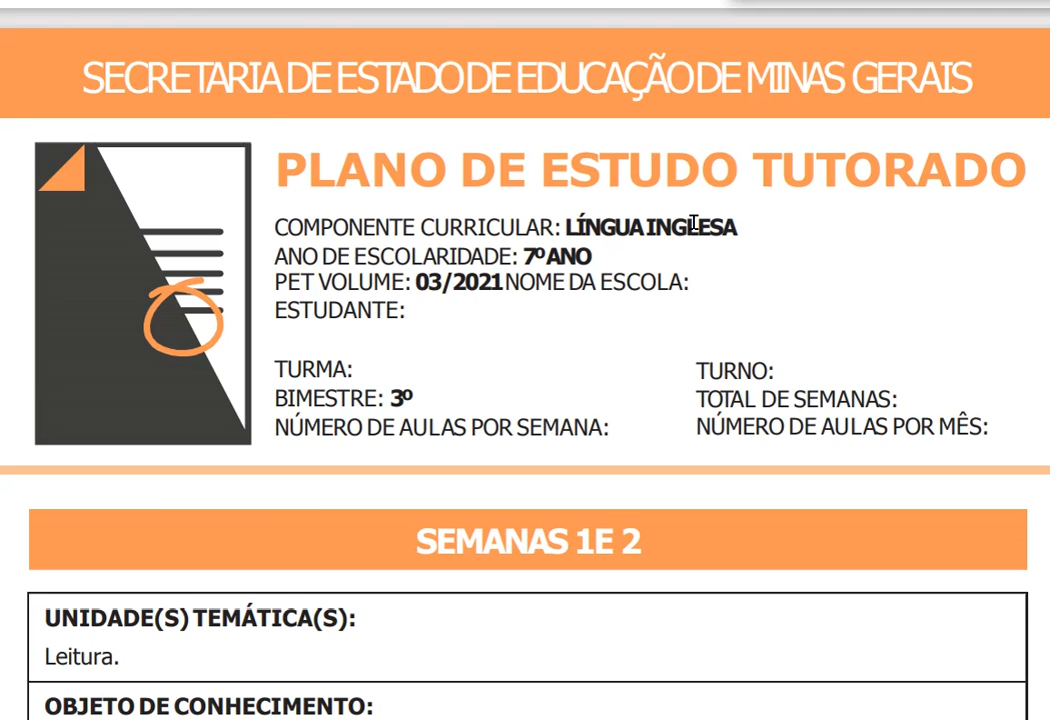 SECRETARIA DE ESTADO DE EDUCAÇÃO DE MINAS GERAIS
PLANO DE ESTUDO TUTORADO
COMPONENTE CURRICULAR: LÍNGUA INGLESA
ANO DE ESCOLARIDADE: 7º ANO
PET VOLUME: 03/2021 NOME DA ESCOLA:
ESTUDANTE:
TURMA:
TURNO:
BIMESTRE: 3º
TOTAL DE SEMANAS:
NÚMERO DE AULAS POR SEMANA:
NÚMERO DE AULAS POR MÊS:
SEMANAS 1 E 2
UNIDADE(S) TEMÁTICA(S):
Leitura.
OBJETO DE CONHECIMENTO: